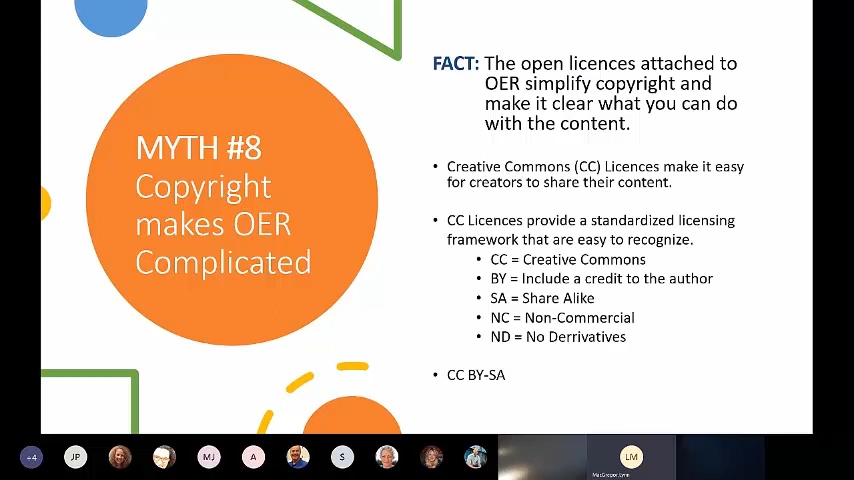 MYTH #8
Copyright
makes OER
Complicated
FACT: The open licences attached to
OER simplify copyright and
make it clear what you can do
with the content.
• Creative Commons (CC) Licences make it easy
for creators to share their content.
• CC Licences provide a standardized licensing
framework that are easy to recognize.
• CC = Creative Commons
• BY = Include a credit to the author
• SA = Share Alike
• NC = Non-Commercial
• ND = No Derrivatives
• CC BY-SA
+4
JP
MJ
A
S
LM
MacGregor, Lynn